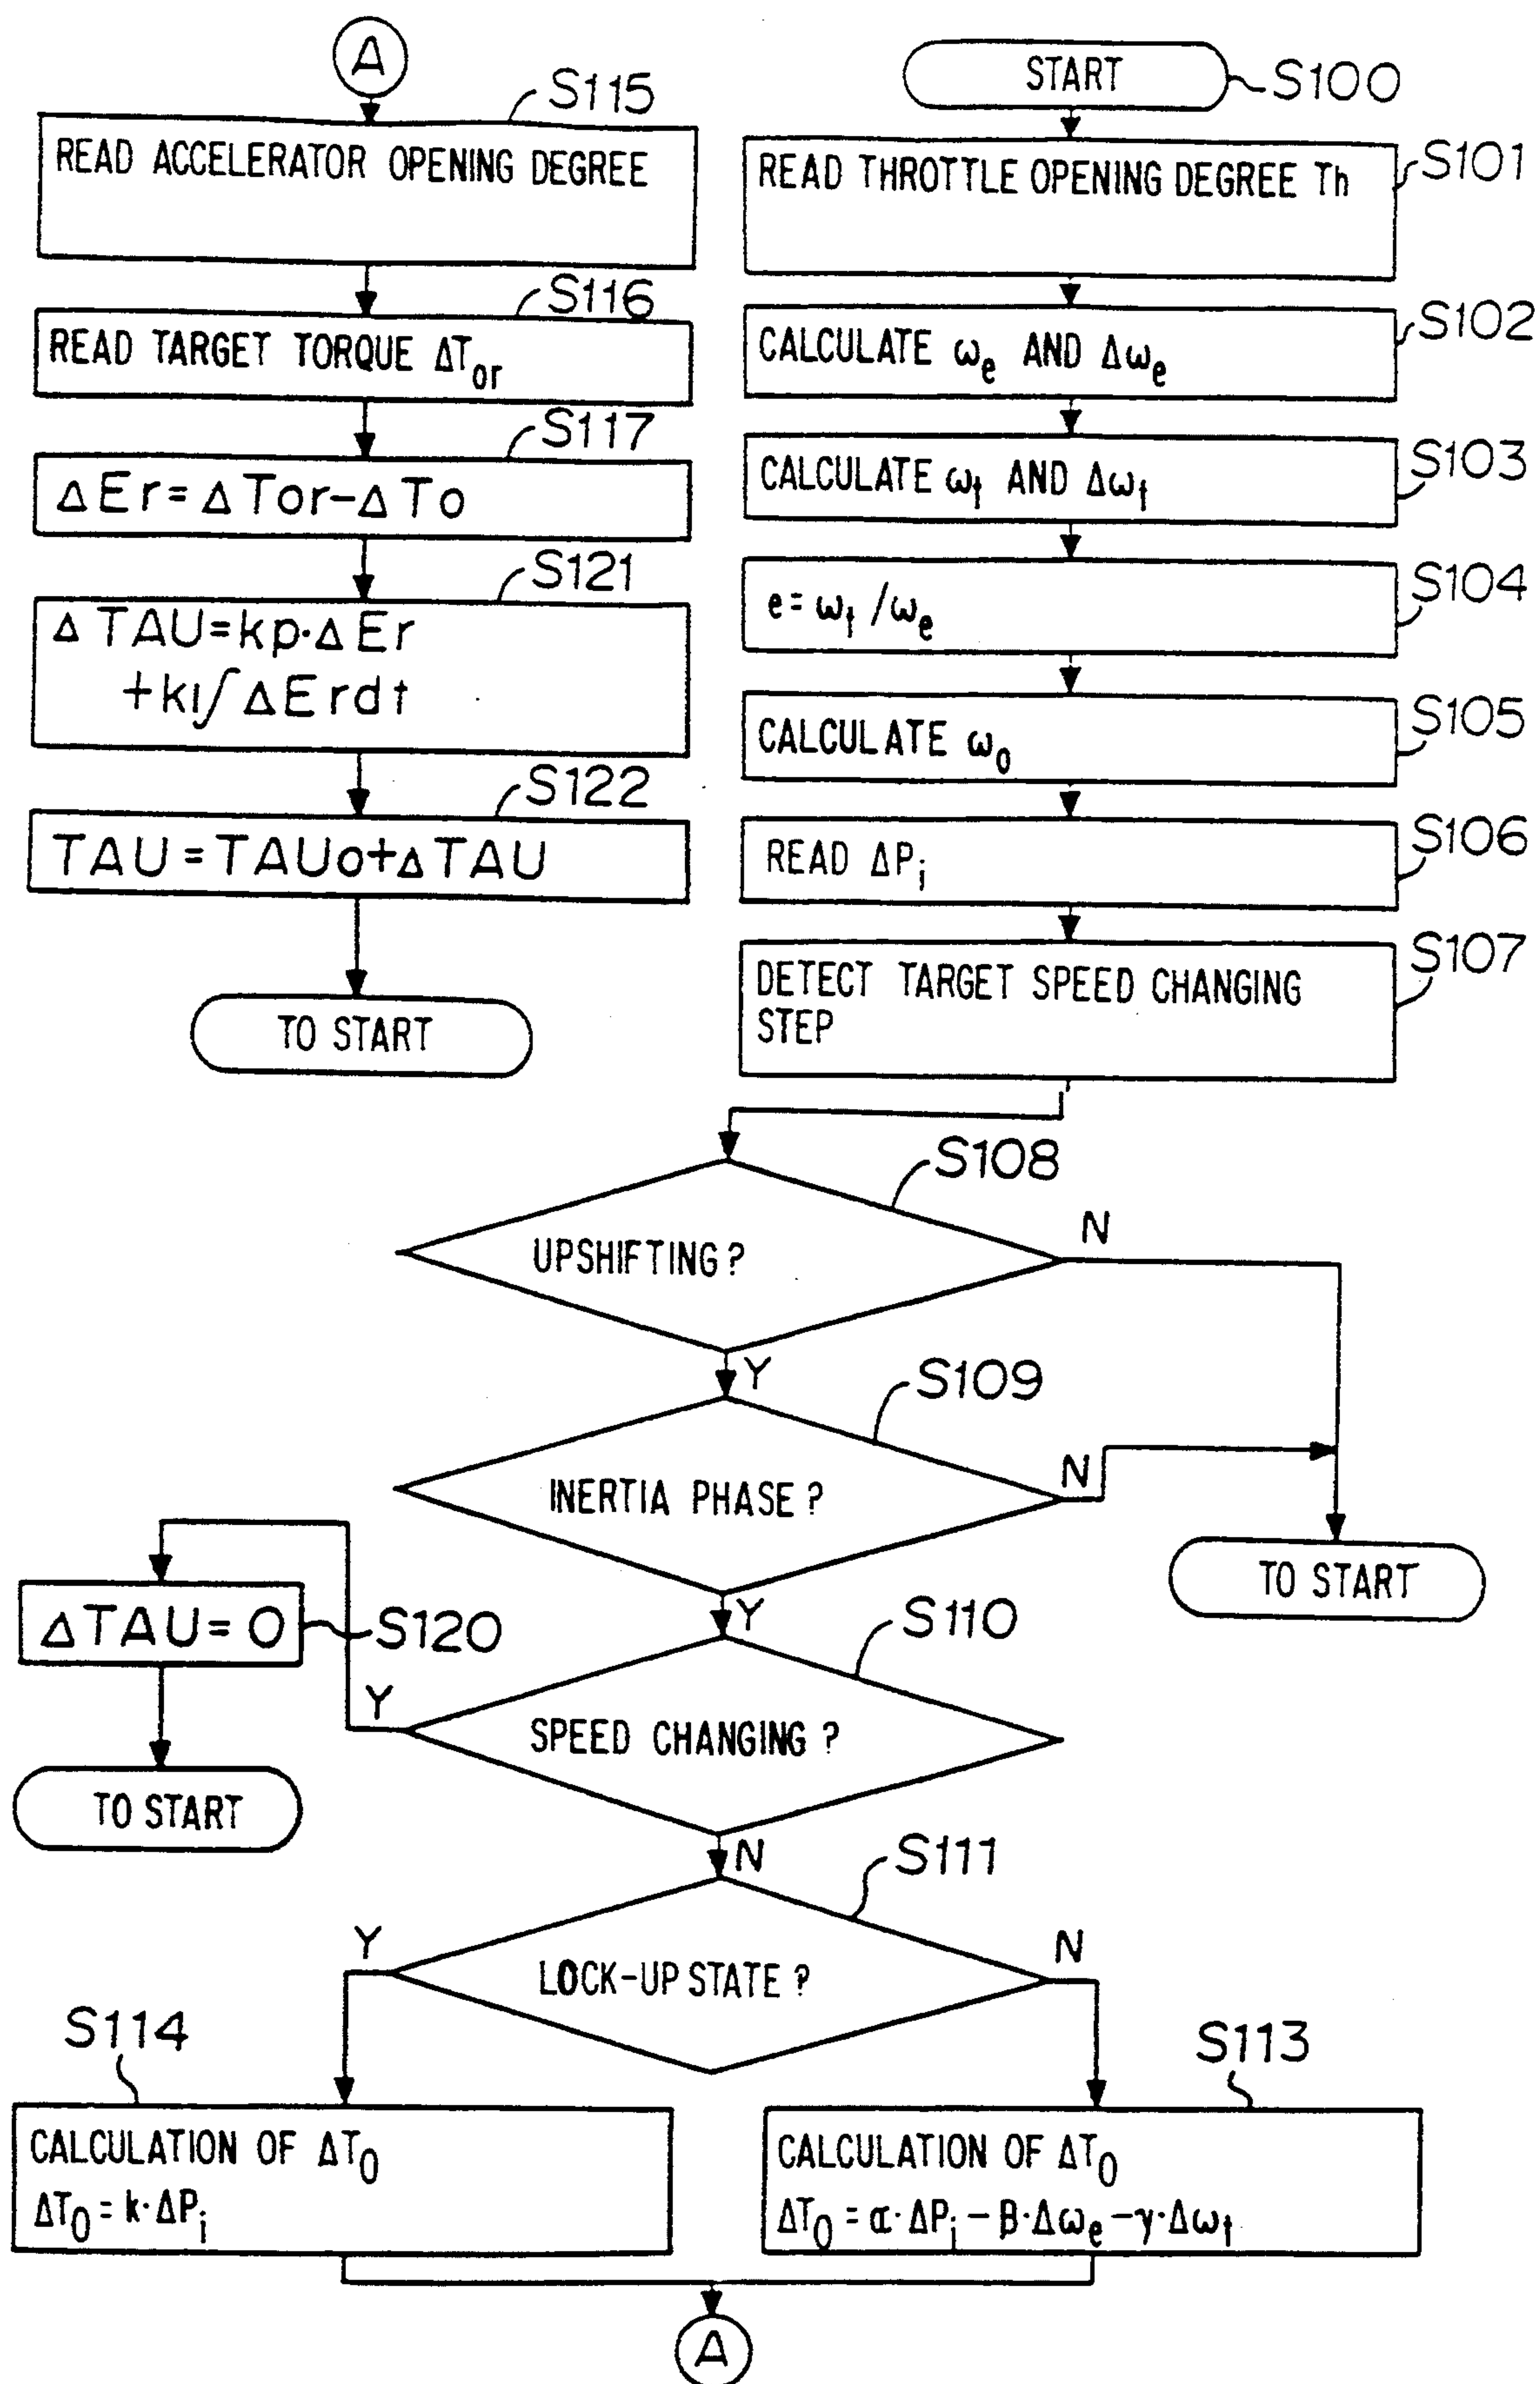 A
S115
READ ACCELERATOR OPENING DEGREE
S116
READ TARGET TORQUE ΔTor
S117
ΔEr=ΔTor-ΔTo
S121
ΔTAU=kp·ΔEr
+kı∫ΔErdt
S122
TAU=TAUo+ΔTAU
TO START
START
S100
S101
READ THROTTLE OPENING DEGREE Th
S102
CALCULATE ωe AND Δωe
S103
CALCULATE ωt AND Δωt
S104
e=ωt/ωe
S105
CALCULATE ωo
S106
READ ΔPi
S107
DETECT TARGET SPEED CHANGING
STEP
S108
UPSHIFTING?
N
Y
S109
INERTIA PHASE?
N
TO START
Y
S110
SPEED CHANGING?
Y
ΔTAU=0
S120
TO START
N
S111
LOCK-UP STATE?
Y
N
S114
CALCULATION OF ΔT0
ΔT0=k·ΔPi
S113
CALCULATION OF ΔT0
ΔT0=α·ΔPi-β·Δωe-γ·Δωt
A